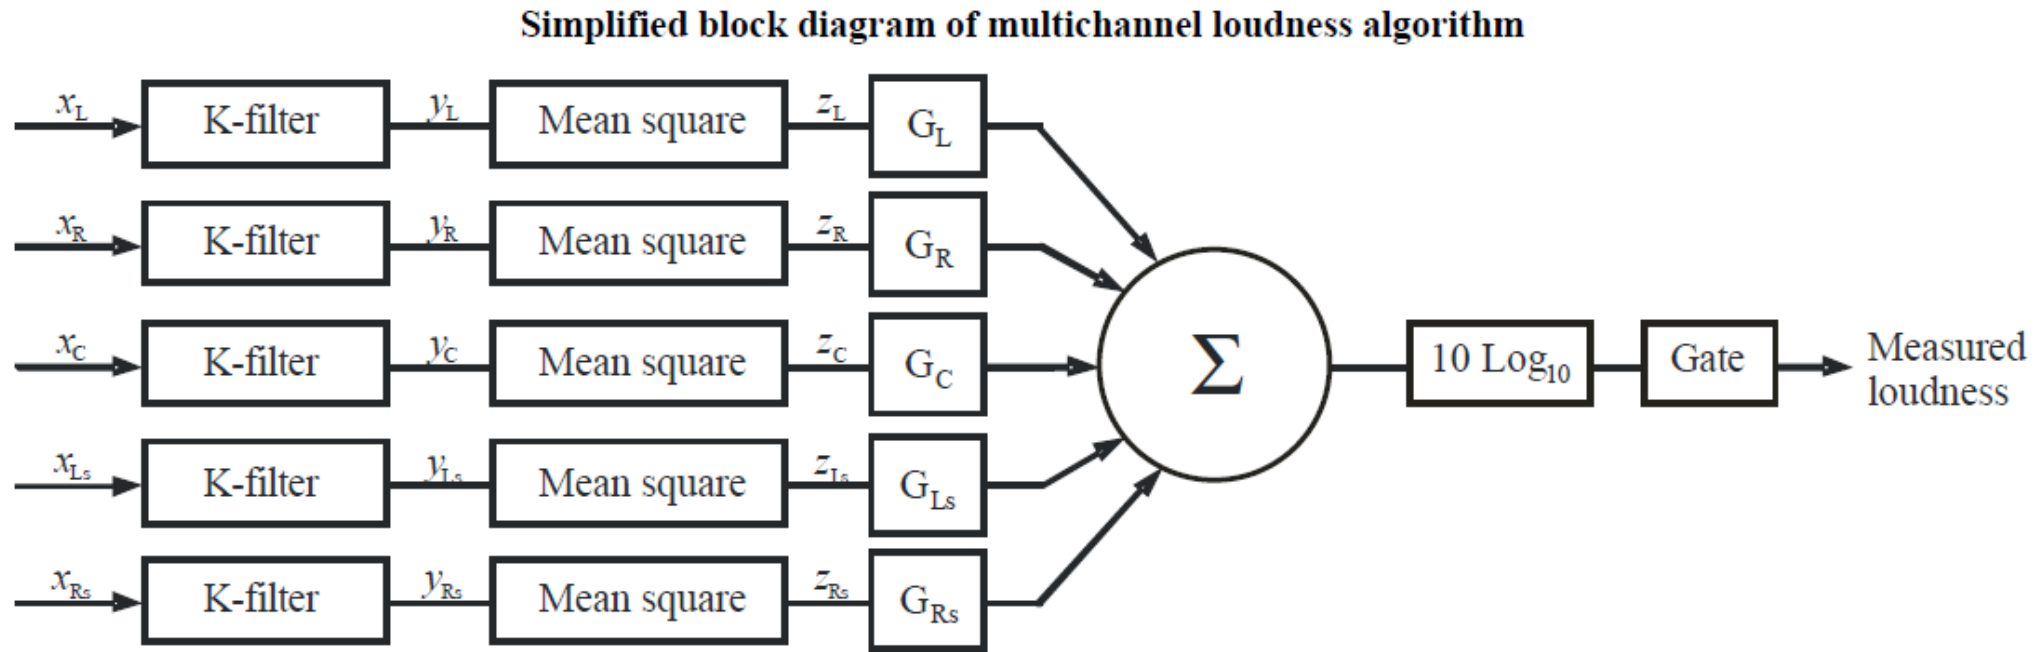 Simplified block diagram of multichannel loudness algorithm
xL K-filter yL Mean square zL GL
xR K-filter yR Mean square zR GR
xC K-filter yC Mean square zC GC
Σ 10 Log10 Gate Measured
loudness
xLs K-filter yLs Mean square zLs GLs
xRs K-filter yRs Mean square zRs GRs